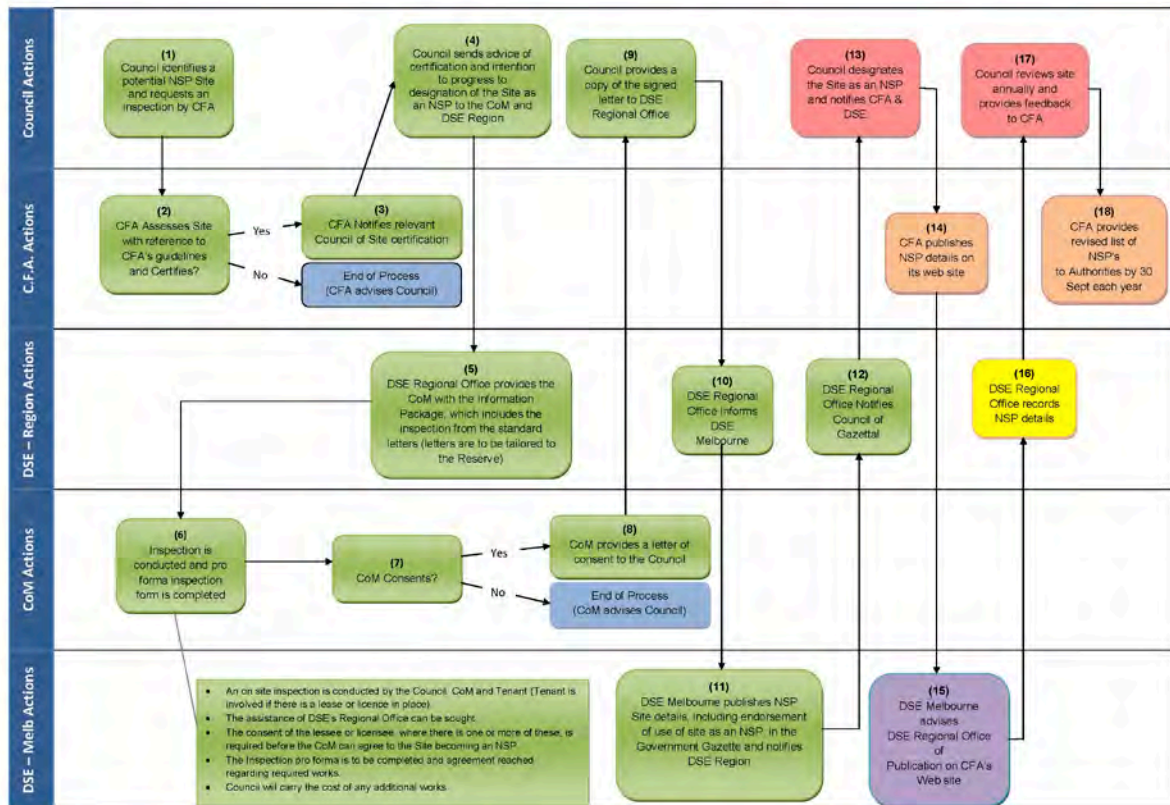 Council Actions
(1)
Council identifies a
potential NSP Site
and requests an
inspection by CFA
(4)
Council sends advice of
certification and intention
to progress to
designation of the Site as
an NSP to the CoM and
DSE Region
(9)
Council provides a
copy of the signed
letter to DSE
Regional Office
(13)
Council designates
the Site as an NSP
and notifies CFA &
DSE.
(17)
Council reviews site
annually and
provides feedback
to CFA
C.F.A. Actions
(2)
CFA Assesses Site
with reference to
CFA's guidelines
and Certifies?
Yes
No
(3)
CFA Notifies relevant
Council of Site certification
End of Process
(CFA advises Council)
(14)
CFA publishes
NSP details on
its web site
(18)
CFA provides
revised list of
NSP's
to Authorities by 30
Sept each year
DSE – Region Actions
(5)
DSE Regional Office provides the
CoM with the Information
Package, which includes the
inspection from the standard
letters (letters are to be tailored to
the Reserve)
(10)
DSE Regional
Office Informs
DSE
Melbourne
(12)
DSE Regional
Office Notifies
Council of
Gazettal
(16)
DSE Regional
Office records
NSP details
CoM Actions
(6)
Inspection is
conducted and pro
forma inspection
form is completed
(7)
CoM Consents?
Yes
No
(8)
CoM provides a letter of
consent to the Council
End of Process
(CoM advises Council)
DSE – Melb Actions
• An on site inspection is conducted by the Council, CoM and Tenant (Tenant is
involved if there is a lease or licence in place).
• The assistance of DSE's Regional Office can be sought.
• The consent of the lessee or licensee, where there is one or more of these, is
required before the CoM can agree to the Site becoming an NSP.
• The Inspection pro forma is to be completed and agreement reached
regarding required works.
• Council will carry the cost of any additional works.
(11)
DSE Melbourne publishes NSP
Site details, including endorsement
of use of site as an NSP, in the
Government Gazette and notifies
DSE Region
(15)
DSE Melbourne
advises
DSE Regional Office
of
Publication on CFA's
Web site